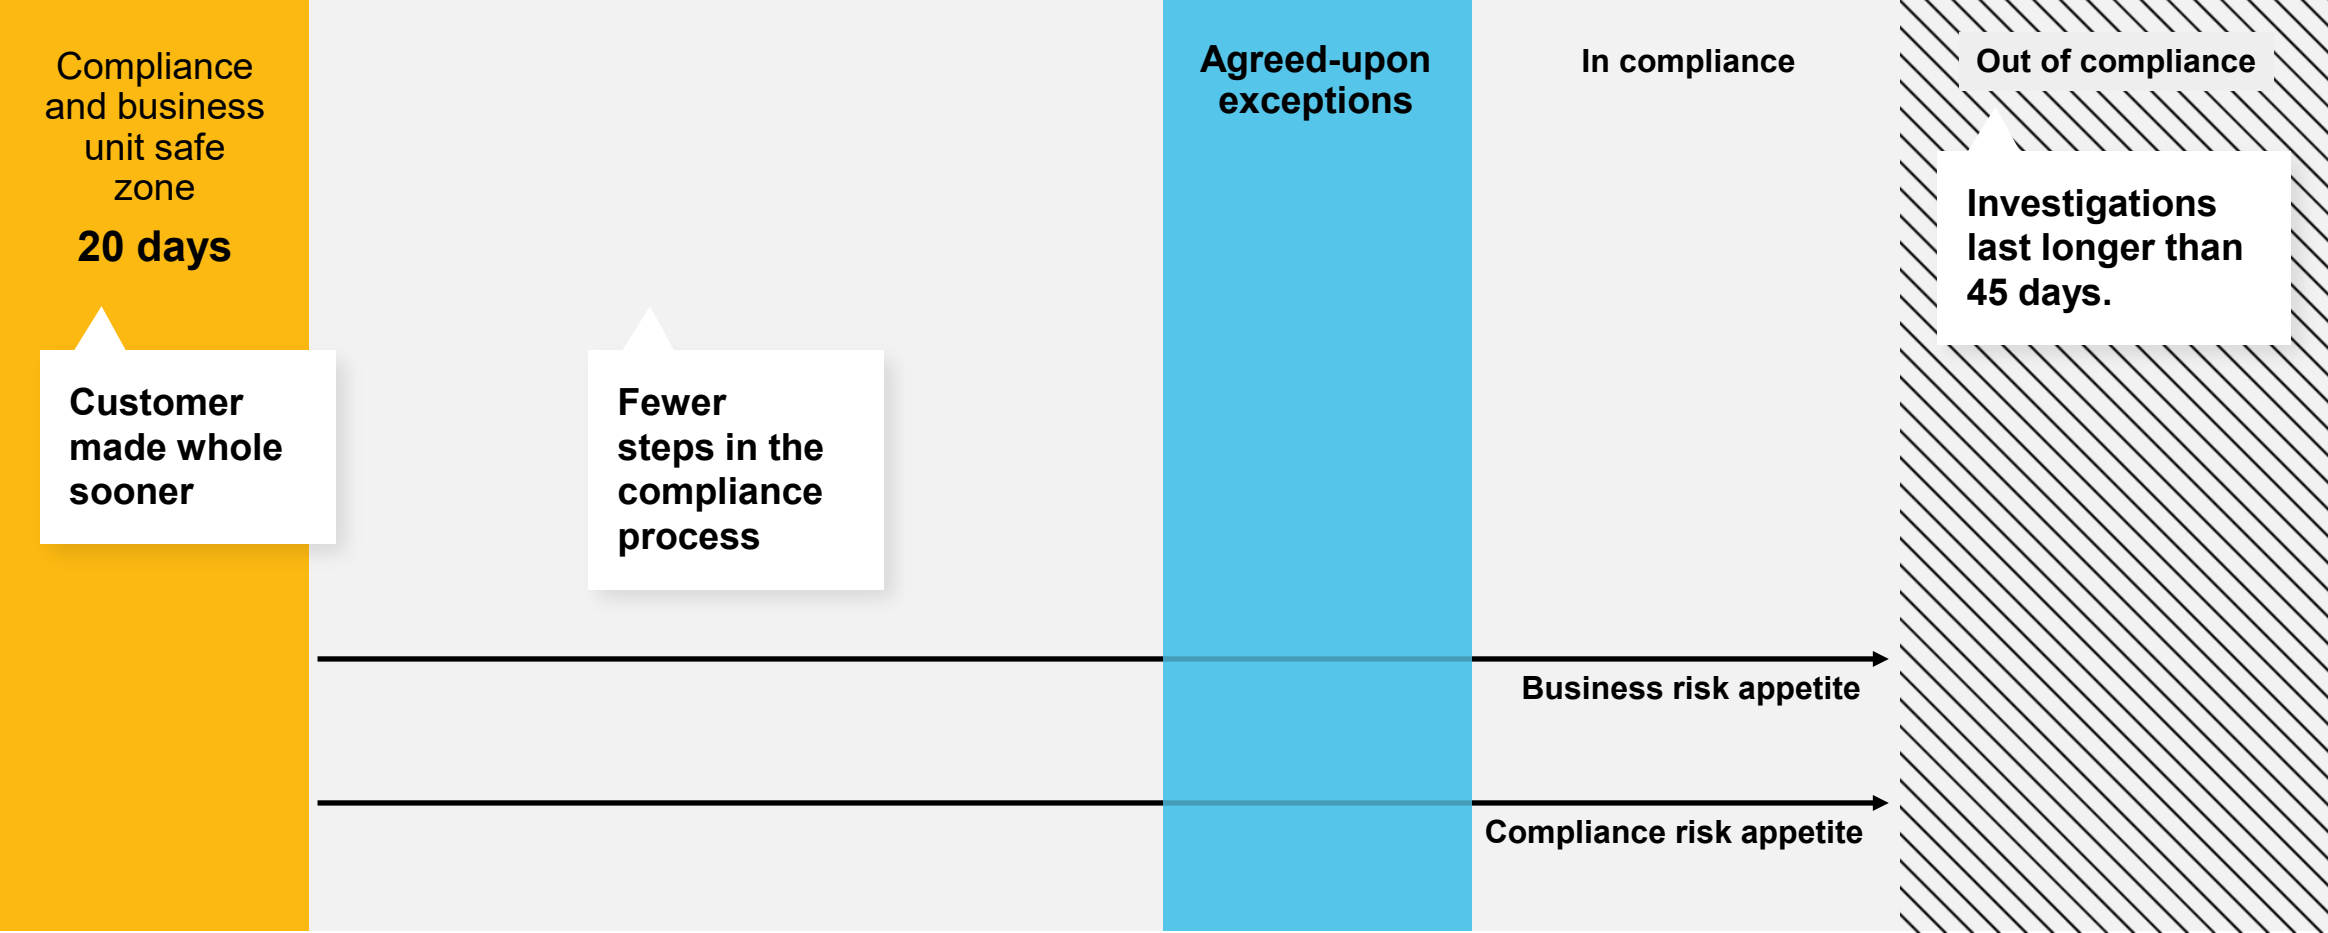 Compliance
and business
unit safe
zone
20 days
Customer
made whole
sooner
Fewer
steps in the
compliance
process
Agreed-upon
exceptions
In compliance
Out of compliance
Investigations
last longer than
45 days.
Business risk appetite
Compliance risk appetite